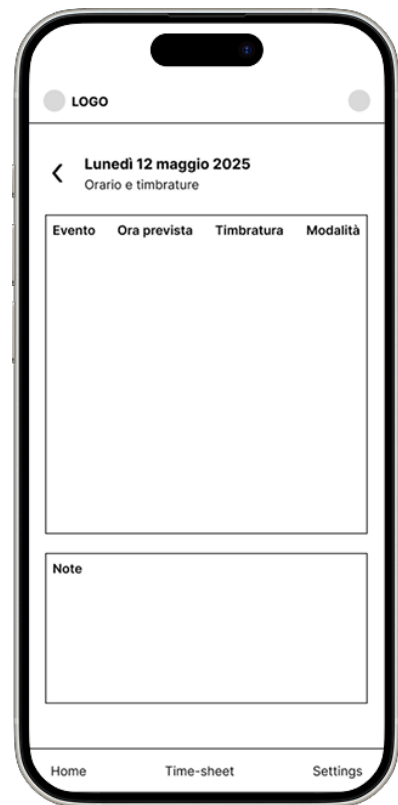 LOGO
Lunedì 12 maggio 2025
Orario e timbrature
Evento Ora prevista Timbratura Modalità
Note
Home Time-sheet Settings